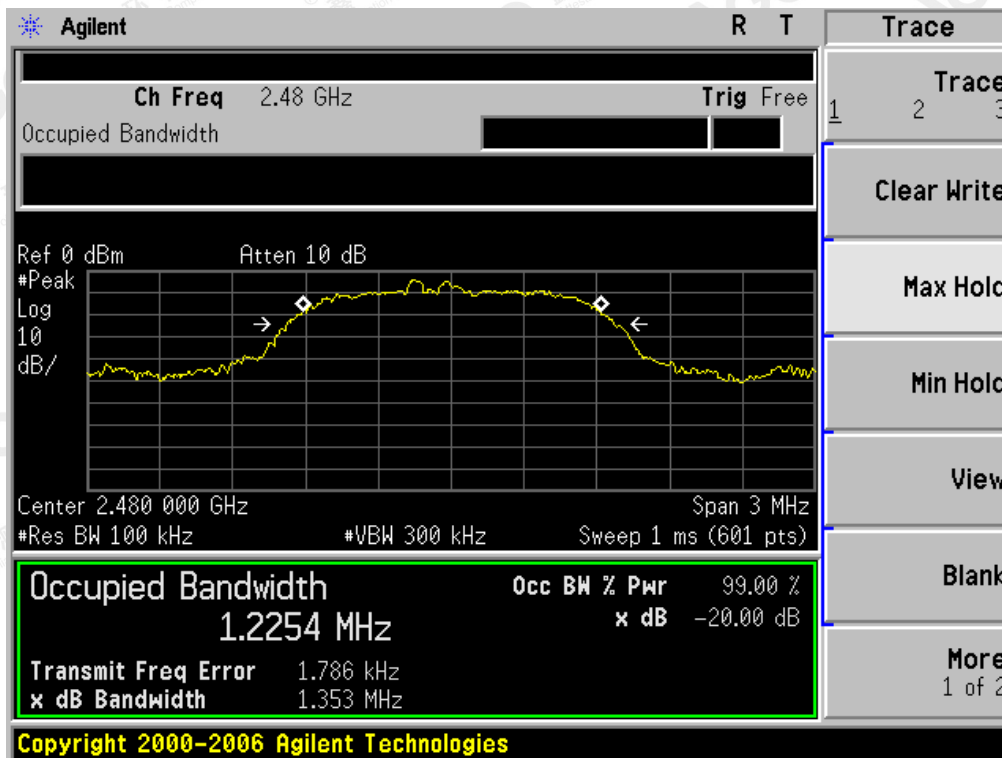 Agilent R T
Ch Freq 2.48 GHz Trig Free
Occupied Bandwidth
Ref 0 dBm Atten 10 dB
#Peak
Log
10
dB/
Center 2.480 000 GHz Span 3 MHz
#Res BW 100 kHz #VBW 300 kHz Sweep 1 ms (601 pts)
Occupied Bandwidth Occ BW % Pwr 99.00 %
1.2254 MHz x dB -20.00 dB
Transmit Freq Error 1.786 kHz
x dB Bandwidth 1.353 MHz
Copyright 2000-2006 Agilent Technologies
Trace
Trace
1 2 3
Clear Write
Max Hold
Min Hold
View
Blank
More
1 of 2